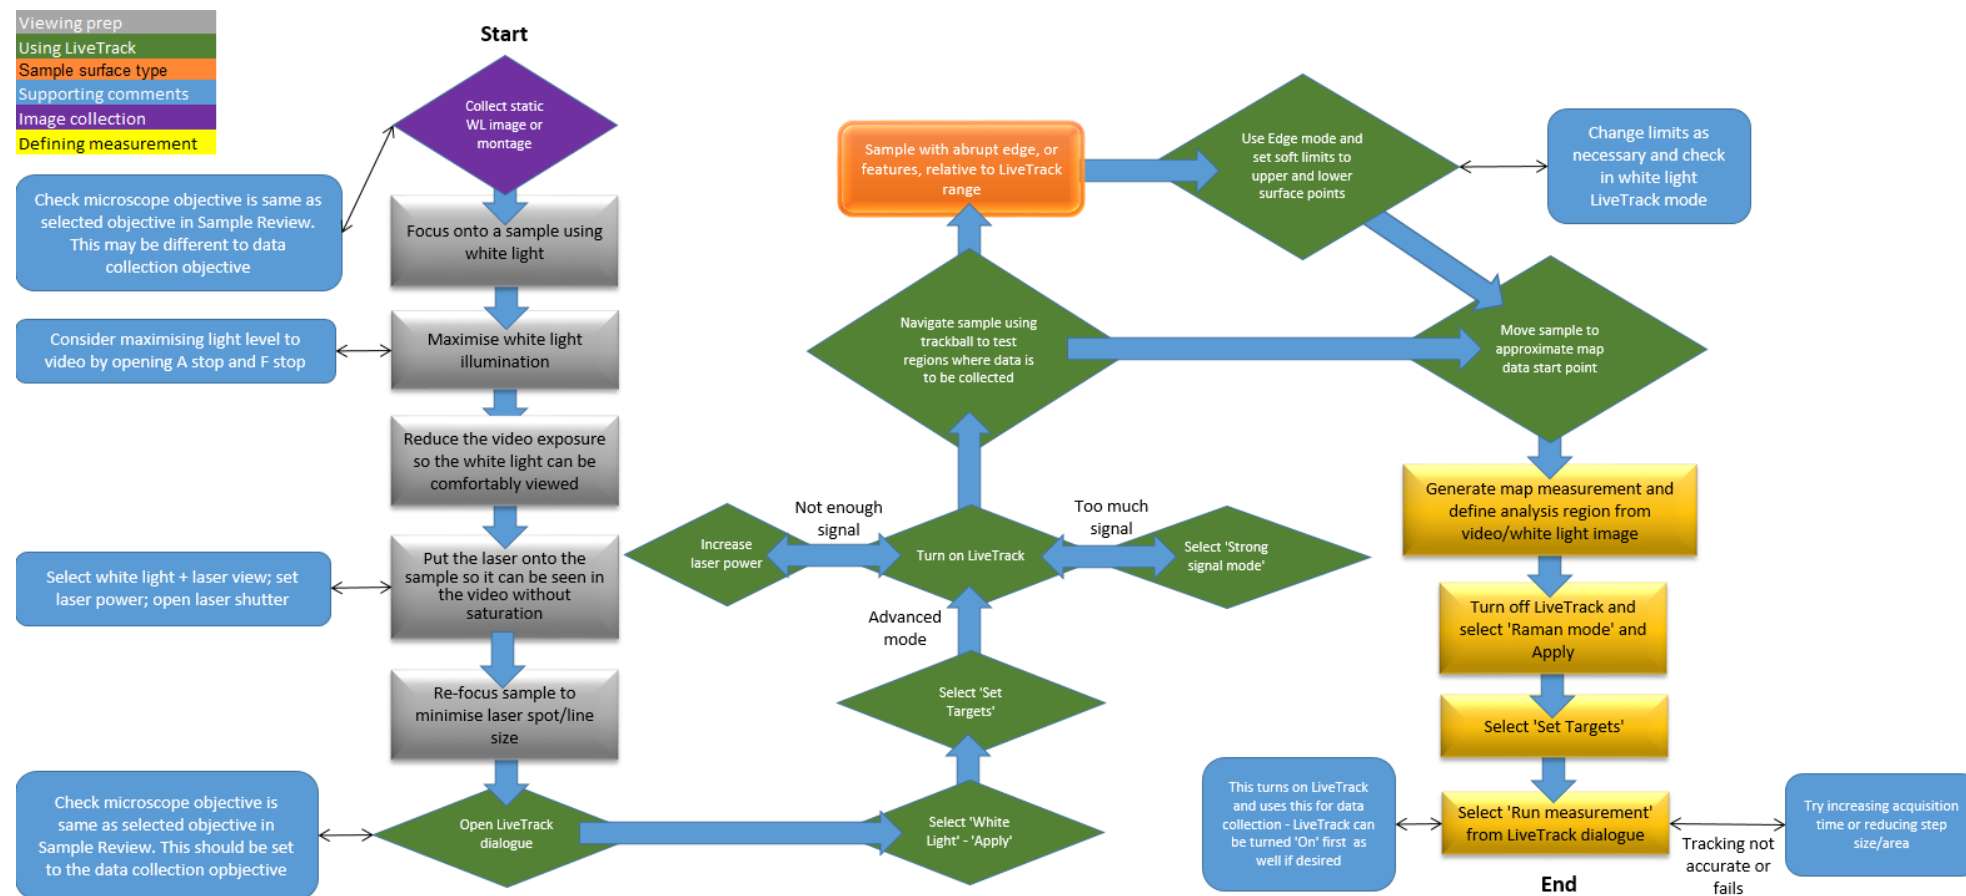 Viewing prep
Using LiveTrack
Sample surface type
Supporting comments
Image collection
Defining measurement
Start
Collect static
WL image or
montage
Check microscope objective is same as
selected objective in Sample Review.
This may be different to data
collection objective
Focus onto a sample using
white light
Consider maximising light level to
video by opening A stop and F stop
Maximise white light
illumination
Reduce the video exposure
so the white light can be
comfortably viewed
Select white light + laser view; set
laser power; open laser shutter
Put the laser onto the
sample so it can be seen in
the video without
saturation
Re-focus sample to
minimise laser spot/line
size
Check microscope objective is
same as selected objective in
Sample Review. This should be set
to the data collection opbjective
Open LiveTrack
dialogue
Select 'White
Light' - 'Apply'
Select 'Set
Targets'
Advanced
mode
Turn on LiveTrack
Not enough
signal
Increase
laser power
Too much
signal
Select 'Strong
signal mode'
Navigate sample using
trackball to test
regions where data is
to be collected
Sample with abrupt edge, or
features, relative to LiveTrack
range
Use Edge mode and
set soft limits to
upper and lower
surface points
Change limits as
necessary and check
in white light
LiveTrack mode
Move sample to
approximate map
data start point
Generate map measurement and
define analysis region from
video/white light image
Turn off LiveTrack and
select 'Raman mode' and
Apply
Select 'Set Targets'
Select 'Run measurement'
from LiveTrack dialogue
This turns on LiveTrack
and uses this for data
collection - LiveTrack can
be turned 'On' first as
well if desired
Tracking not
accurate or
fails
Try increasing acquisition
time or reducing step
size/area
End